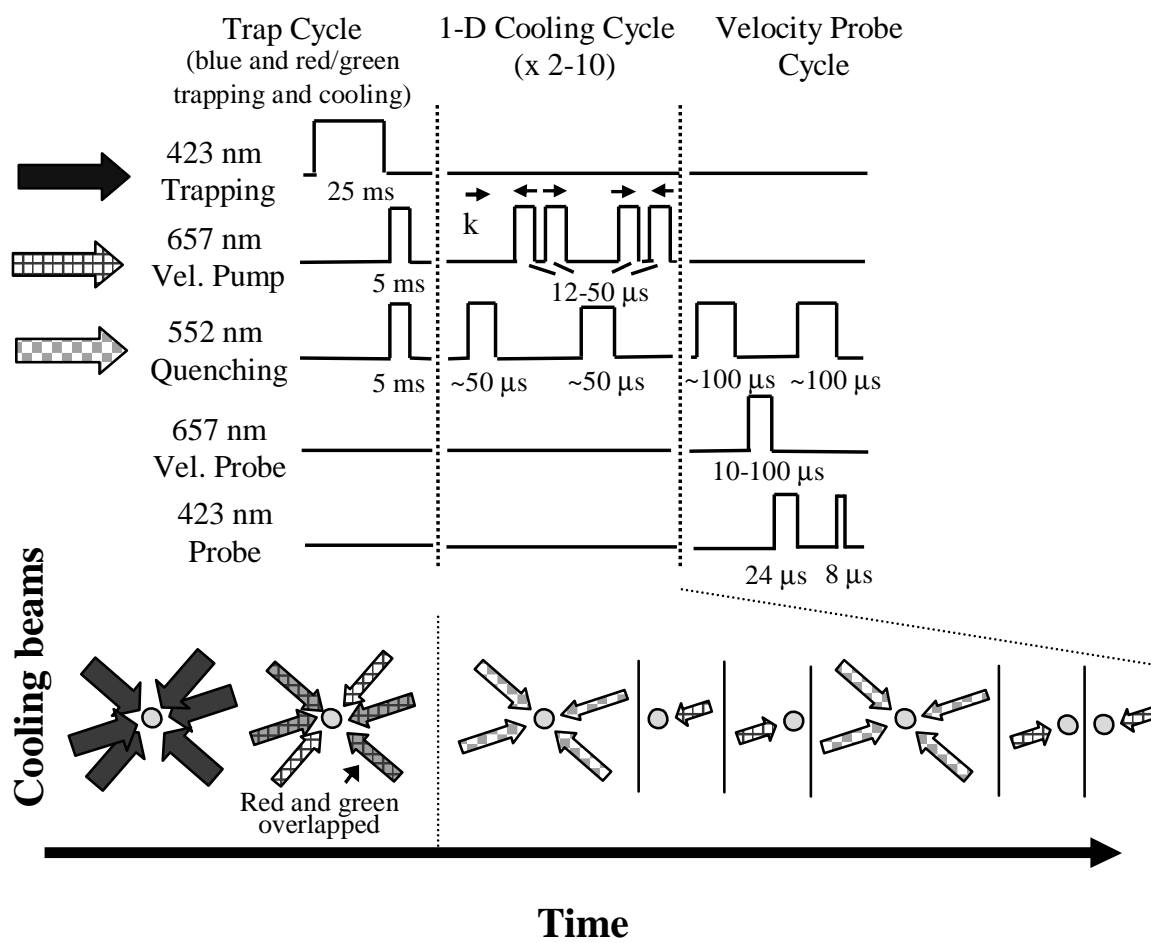 Trap Cycle
(blue and red/green
trapping and cooling)
1-D Cooling Cycle
(x 2-10)
Velocity Probe
Cycle
423 nm
Trapping
25 ms
k
657 nm
Vel. Pump
5 ms
12-50 μs
552 nm
Quenching
5 ms
~50 μs
~50 μs
~100 μs
~100 μs
657 nm
Vel. Probe
10-100 μs
423 nm
Probe
24 μs
8 μs
Cooling beams
Red and green
overlapped
Time